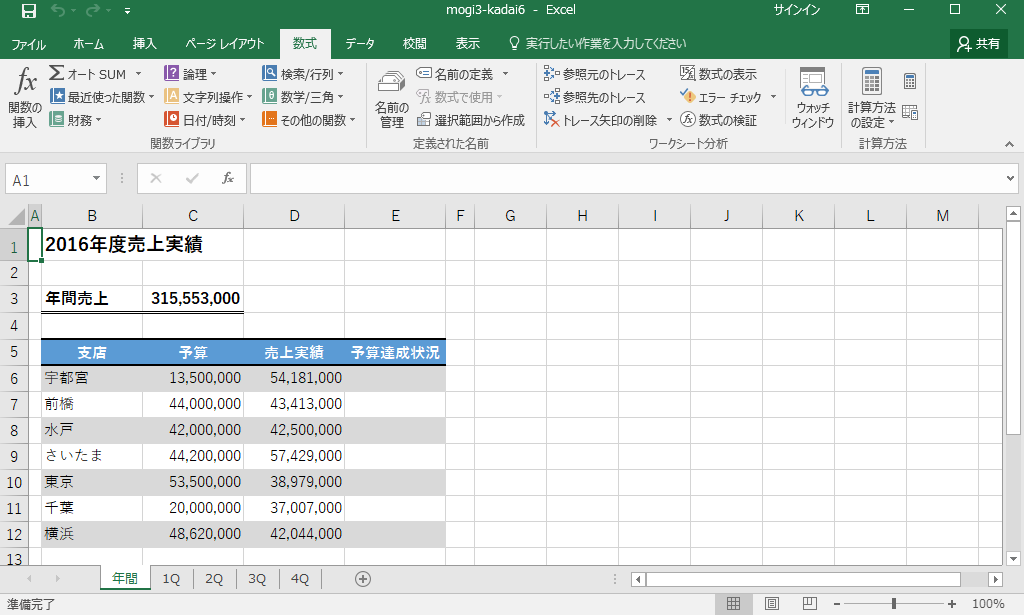 mogi3-kadai6 - Excel サインイン
ファイル ホーム 挿入 ページ レイアウト 数式 データ 校閲 表示 実行したい作業を入力してください 共有
fx 関数の挿入
Σ オート SUM
最近使った関数
財務
論理
文字列操作
日付/時刻
検索/行列
数学/三角
その他の関数
関数ライブラリ
名前の管理
名前の定義
数式で使用
選択範囲から作成
定義された名前
参照元のトレース
参照先のトレース
トレース矢印の削除
数式の表示
エラー チェック
数式の検証
ワークシート分析
ウォッチ ウィンドウ
計算方法の設定
計算方法
A1 fx
A B C D E F G H I J K L M
1 2016年度売上実績
2
3 年間売上 315,553,000
4
5 支店 予算 売上実績 予算達成状況
6 宇都宮 13,500,000 54,181,000
7 前橋 44,000,000 43,413,000
8 水戸 42,000,000 42,500,000
9 さいたま 44,200,000 57,429,000
10 東京 53,500,000 38,979,000
11 千葉 20,000,000 37,007,000
12 横浜 48,620,000 42,044,000
13
年間 1Q 2Q 3Q 4Q
準備完了 100%